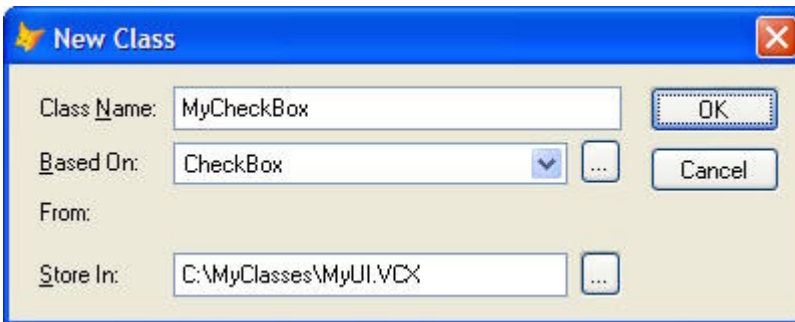 New Class
Class Name: MyCheckBox OK
Based On: CheckBox ... Cancel
From:
Store In: C:\MyClasses\MyUI.VCX ...